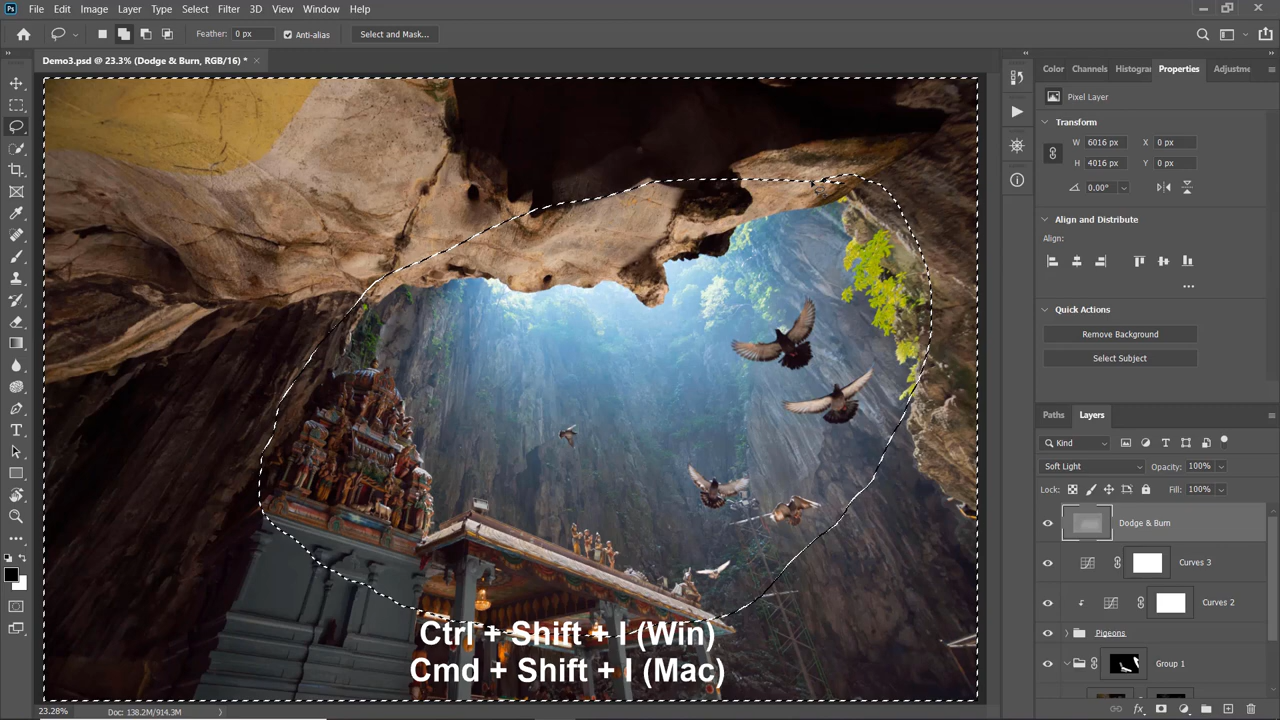 Ps File Edit Image Layer Type Select Filter 3D View Window Help
Feather: 0 px Anti-alias Select and Mask...
Demo3.psd @ 23.3% (Dodge & Burn, RGB/16) *
Color Channels Histogram Properties Adjustme
Pixel Layer
Transform
W 6016 px X 0 px
H 4016 px Y 0 px
0.00°
Align and Distribute
Align:
Quick Actions
Remove Background
Select Subject
Paths Layers
Kind
Soft Light Opacity: 100%
Lock: Fill: 100%
Dodge & Burn
Curves 3
Curves 2
Pigeons
Group 1
Ctrl + Shift + I (Win)
Cmd + Shift + I (Mac)
23.28% Doc: 138.2M/914.3M
fx